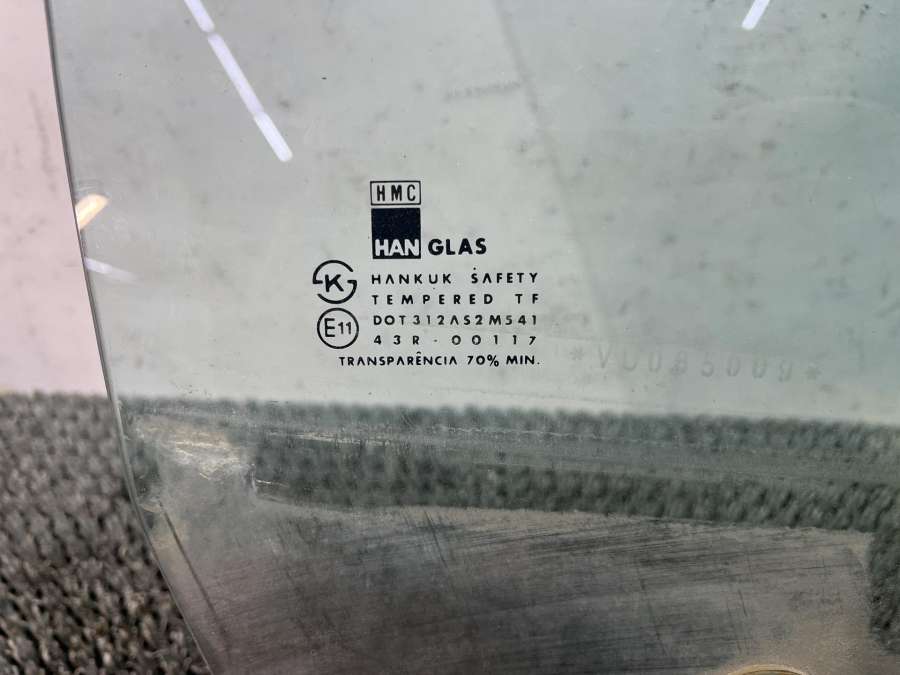 HMC
HAN GLAS
K HANKUK SAFETY
TEMPERED TF
E11 DOT312AS2M541
43R-00117
TRANSPARÊNCIA 70% MIN.